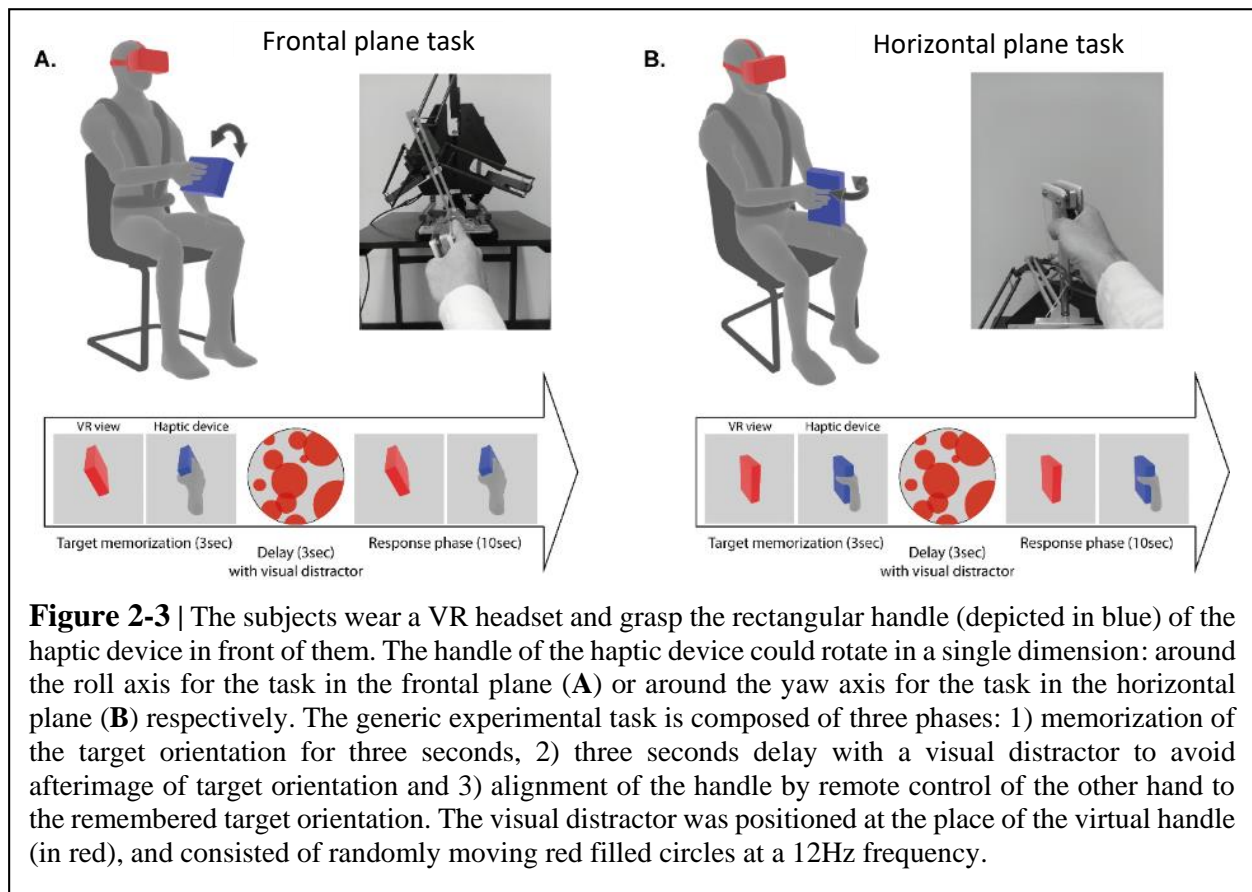 A.
Frontal plane task
B.
Horizontal plane task
VR view
Haptic device
Target memorization (3sec)
Delay (3sec)
with visual distractor
Response phase (10sec)
VR view
Haptic device
Target memorization (3sec)
Delay (3sec)
with visual distractor
Response phase (10sec)
Figure 2-3 | The subjects wear a VR headset and grasp the rectangular handle (depicted in blue) of the
haptic device in front of them. The handle of the haptic device could rotate in a single dimension: around
the roll axis for the task in the frontal plane (A) or around the yaw axis for the task in the horizontal
plane (B) respectively. The generic experimental task is composed of three phases: 1) memorization of
the target orientation for three seconds, 2) three seconds delay with a visual distractor to avoid
afterimage of target orientation and 3) alignment of the handle by remote control of the other hand to
the remembered target orientation. The visual distractor was positioned at the place of the virtual handle
(in red), and consisted of randomly moving red filled circles at a 12Hz frequency.